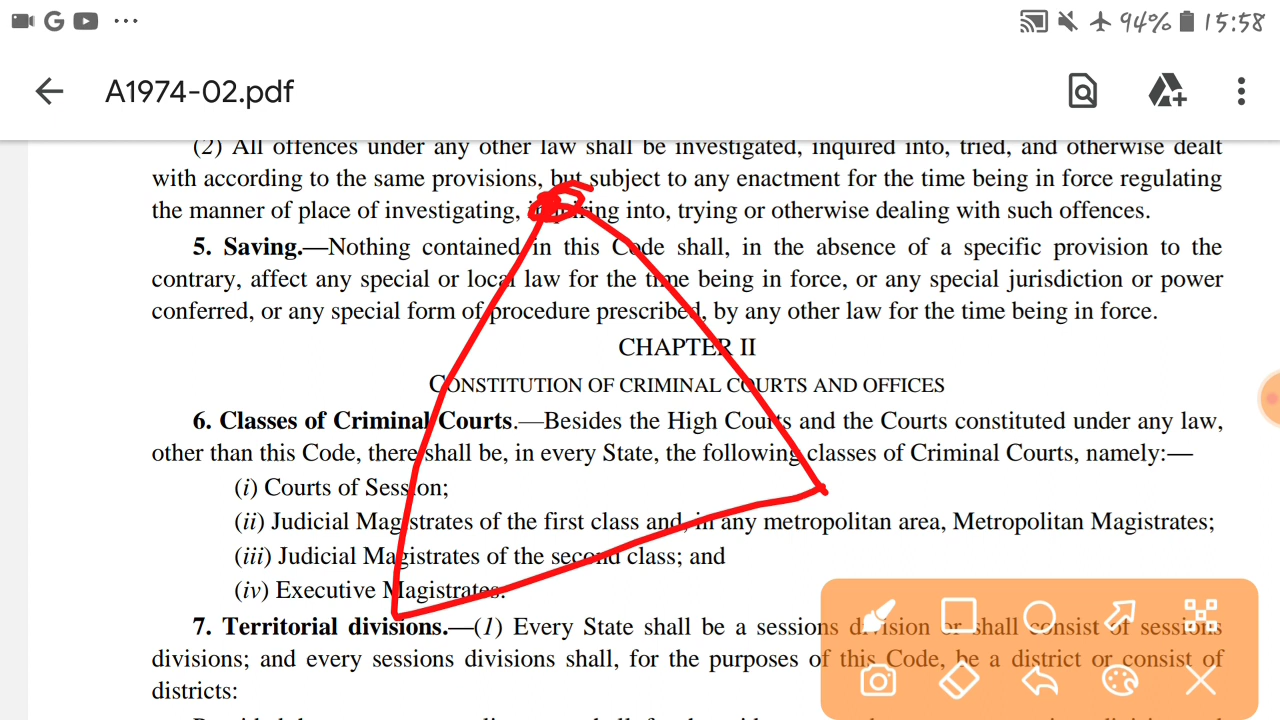 94% 15:58
A1974-02.pdf
(2) All offences under any other law shall be investigated, inquired into, tried, and otherwise dealt
with according to the same provisions, but subject to any enactment for the time being in force regulating
the manner of place of investigating, inquiring into, trying or otherwise dealing with such offences.
5. Saving.—Nothing contained in this Code shall, in the absence of a specific provision to the
contrary, affect any special or local law for the time being in force, or any special jurisdiction or power
conferred, or any special form of procedure prescribed, by any other law for the time being in force.
CHAPTER II
CONSTITUTION OF CRIMINAL COURTS AND OFFICES
6. Classes of Criminal Courts.—Besides the High Courts and the Courts constituted under any law,
other than this Code, there shall be, in every State, the following classes of Criminal Courts, namely:—
(i) Courts of Session;
(ii) Judicial Magistrates of the first class and, in any metropolitan area, Metropolitan Magistrates;
(iii) Judicial Magistrates of the second class; and
(iv) Executive Magistrates.
7. Territorial divisions.—(1) Every State shall be a sessions division or shall consist of sessions
divisions; and every sessions divisions shall, for the purposes of this Code, be a district or consist of
districts: